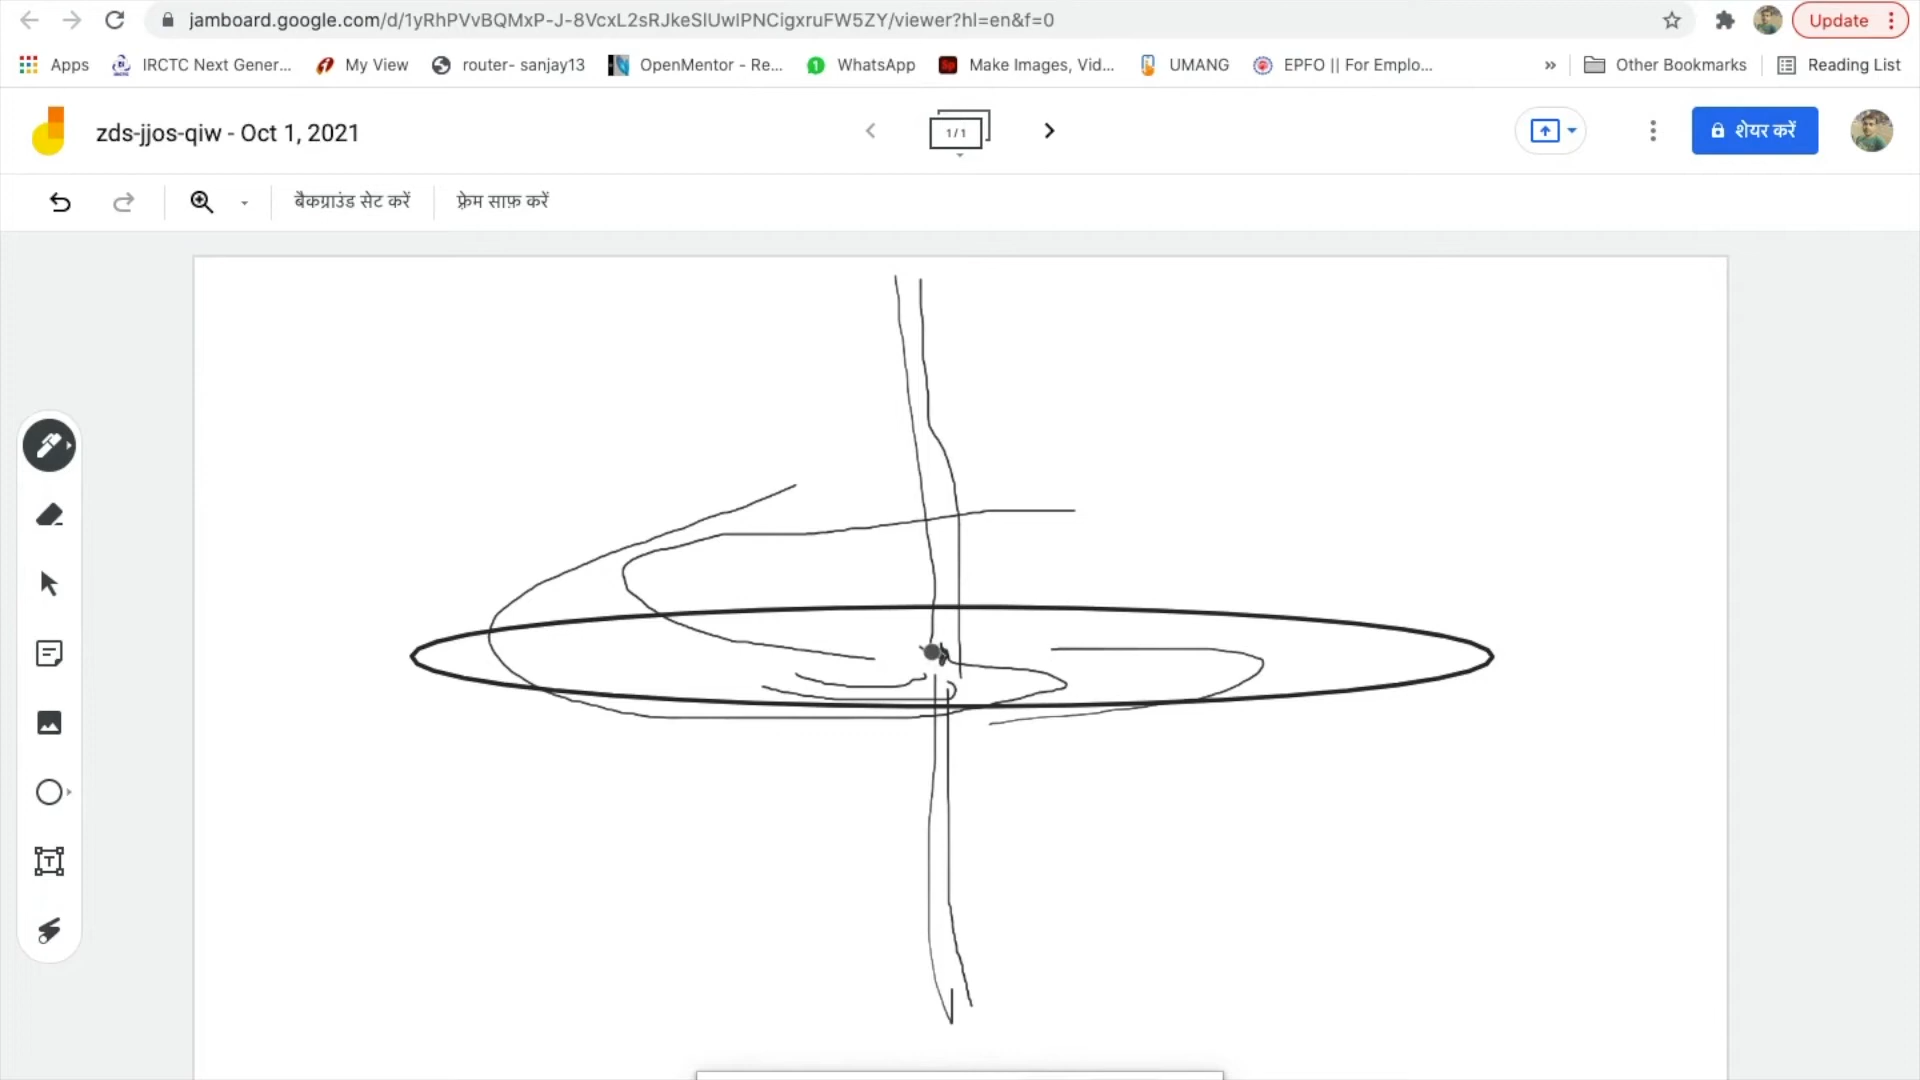 jamboard.google.com/d/1yRhPVvBQMxP-J-8VcxL2sRJkeSlUwlPNCigxruFW5ZY/viewer?hl=en&f=0
Update
Apps
IRCTC Next Gener...
My View
router- sanjay13
OpenMentor - Re...
WhatsApp
Make Images, Vid...
UMANG
EPFO || For Emplo...
»
Other Bookmarks
Reading List
zds-jjos-qiw - Oct 1, 2021
1/1
शेयर करें
बैकग्राउंड सेट करें
फ़्रेम साफ़ करें